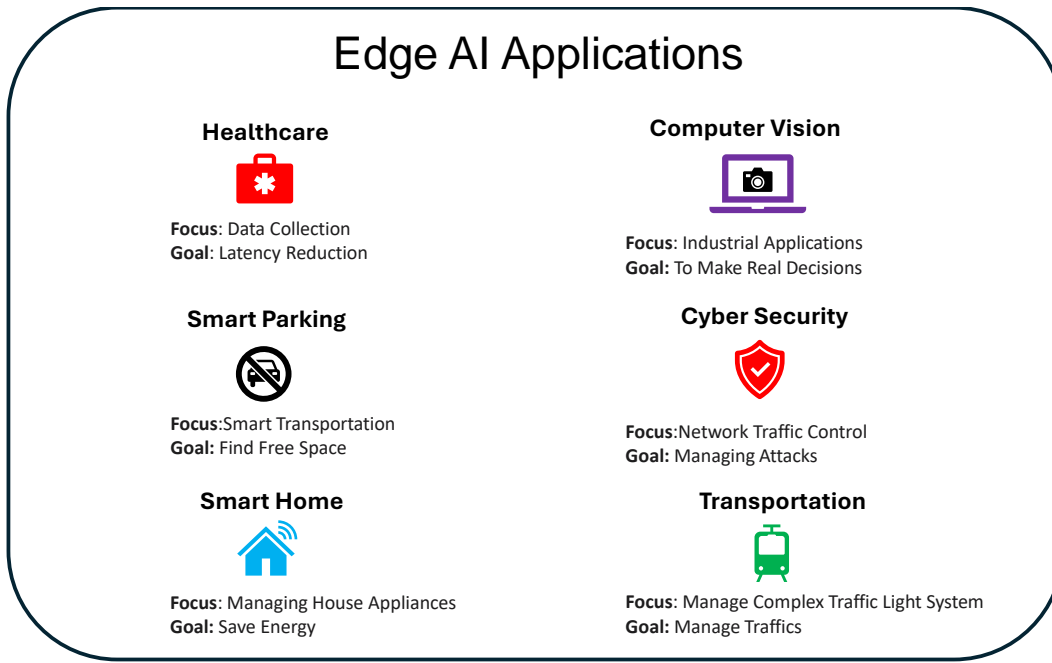 Edge AI Applications
Healthcare
Focus: Data Collection
Goal: Latency Reduction
Computer Vision
Focus: Industrial Applications
Goal: To Make Real Decisions
Smart Parking
Focus:Smart Transportation
Goal: Find Free Space
Cyber Security
Focus:Network Traffic Control
Goal: Managing Attacks
Smart Home
Focus: Managing House Appliances
Goal: Save Energy
Transportation
Focus: Manage Complex Traffic Light System
Goal: Manage Traffics